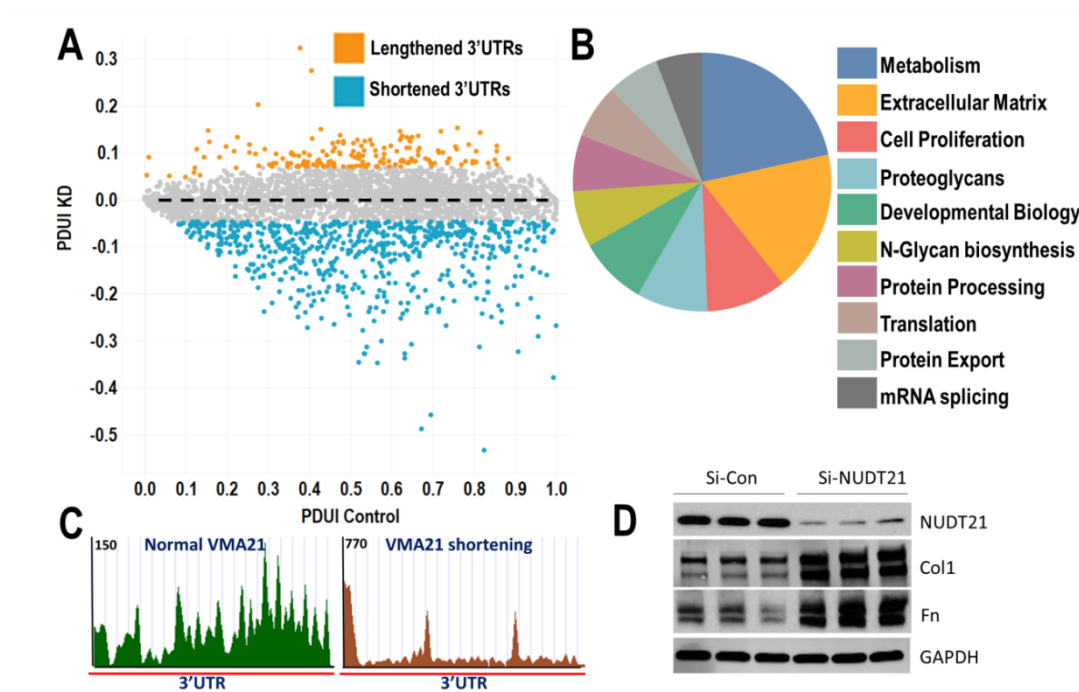 A
Lengthened 3’UTRs
Shortened 3’UTRs
0.3
0.2
0.1
0.0
-0.1
-0.2
-0.3
-0.4
-0.5
PDUI KD
0.0 0.1 0.2 0.3 0.4 0.5 0.6 0.7 0.8 0.9 1.0
PDUI Control
B
Metabolism
Extracellular Matrix
Cell Proliferation
Proteoglycans
Developmental Biology
N-Glycan biosynthesis
Protein Processing
Translation
Protein Export
mRNA splicing
C
150
Normal VMA21
3’UTR
770
VMA21 shortening
3’UTR
D
Si-Con Si-NUDT21
NUDT21
Col1
Fn
GAPDH